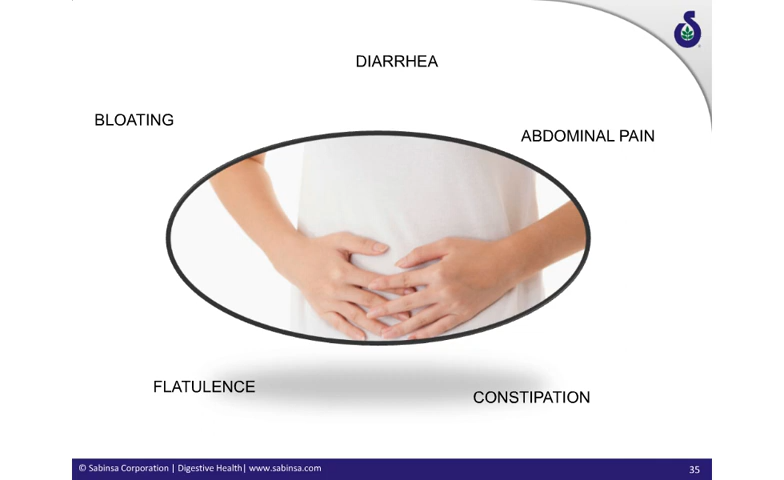 DIARRHEA
BLOATING
ABDOMINAL PAIN
FLATULENCE
CONSTIPATION
© Sabinsa Corporation | Digestive Health| www.sabinsa.com
35